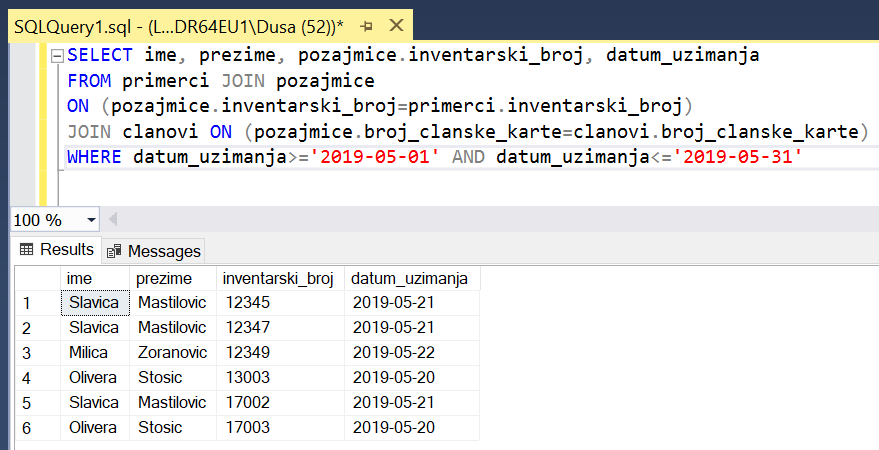 SQLQuery1.sql - (L...DR64EU1\Dusa (52))*
SELECT ime, prezime, pozajmice.inventarski_broj, datum_uzimanja
FROM primerci JOIN pozajmice
ON (pozajmice.inventarski_broj=primerci.inventarski_broj)
JOIN clanovi ON (pozajmice.broj_clanske_karte=clanovi.broj_clanske_karte)
WHERE datum_uzimanja>='2019-05-01' AND datum_uzimanja<='2019-05-31'
100 %
Results Messages
ime prezime inventarski_broj datum_uzimanja
1 Slavica Mastilovic 12345 2019-05-21
2 Slavica Mastilovic 12347 2019-05-21
3 Milica Zoranovic 12349 2019-05-22
4 Olivera Stosic 13003 2019-05-20
5 Slavica Mastilovic 17002 2019-05-21
6 Olivera Stosic 17003 2019-05-20